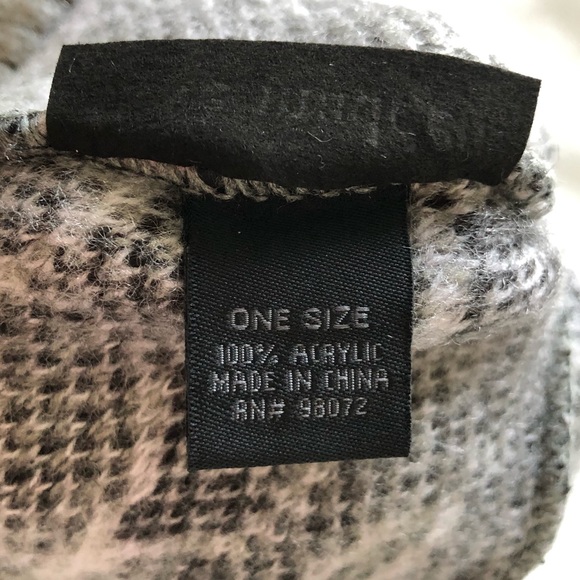 ONE SIZE
100% ACRYLIC
MADE IN CHINA
RN# 98072